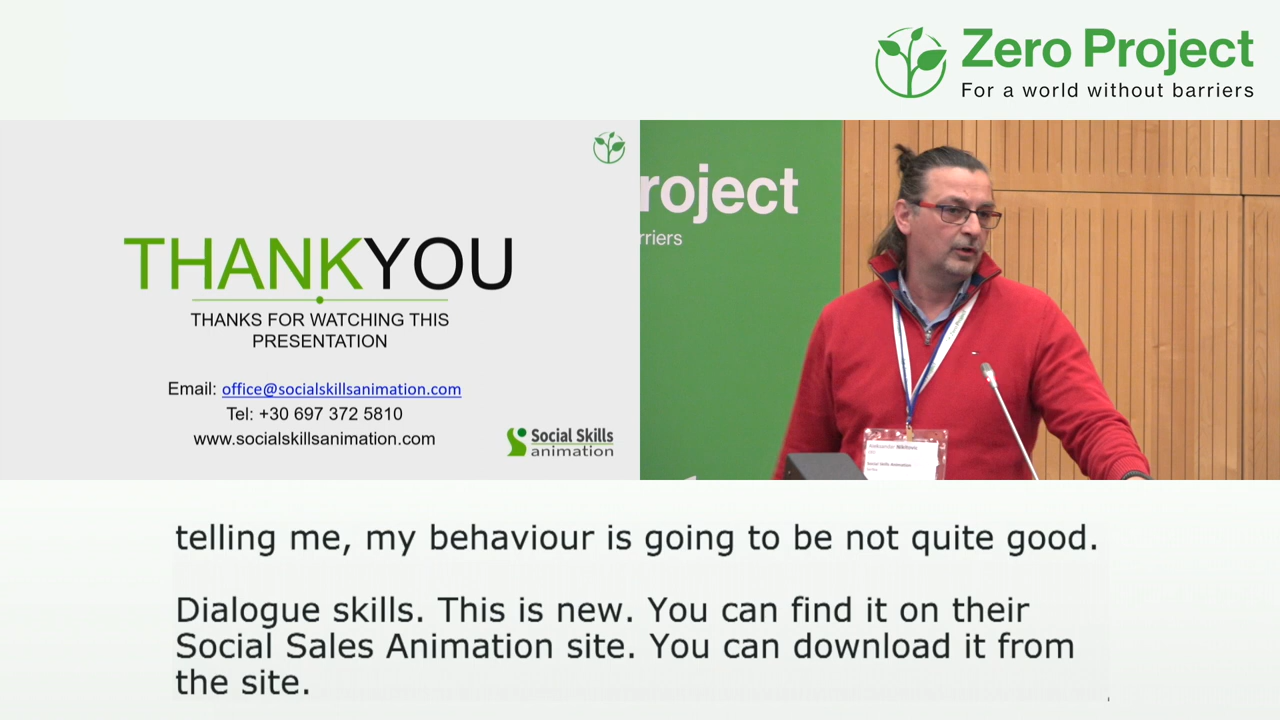 Zero Project
For a world without barriers
THANKYOU
THANKS FOR WATCHING THIS
PRESENTATION
Email: office@socialskillsanimation.com
Tel: +30 697 372 5810
www.socialskillsanimation.com
Social Skills
animation
roject
rriers
Social Skills Animation
telling me, my behaviour is going to be not quite good.
Dialogue skills. This is new. You can find it on their
Social Sales Animation site. You can download it from
the site.